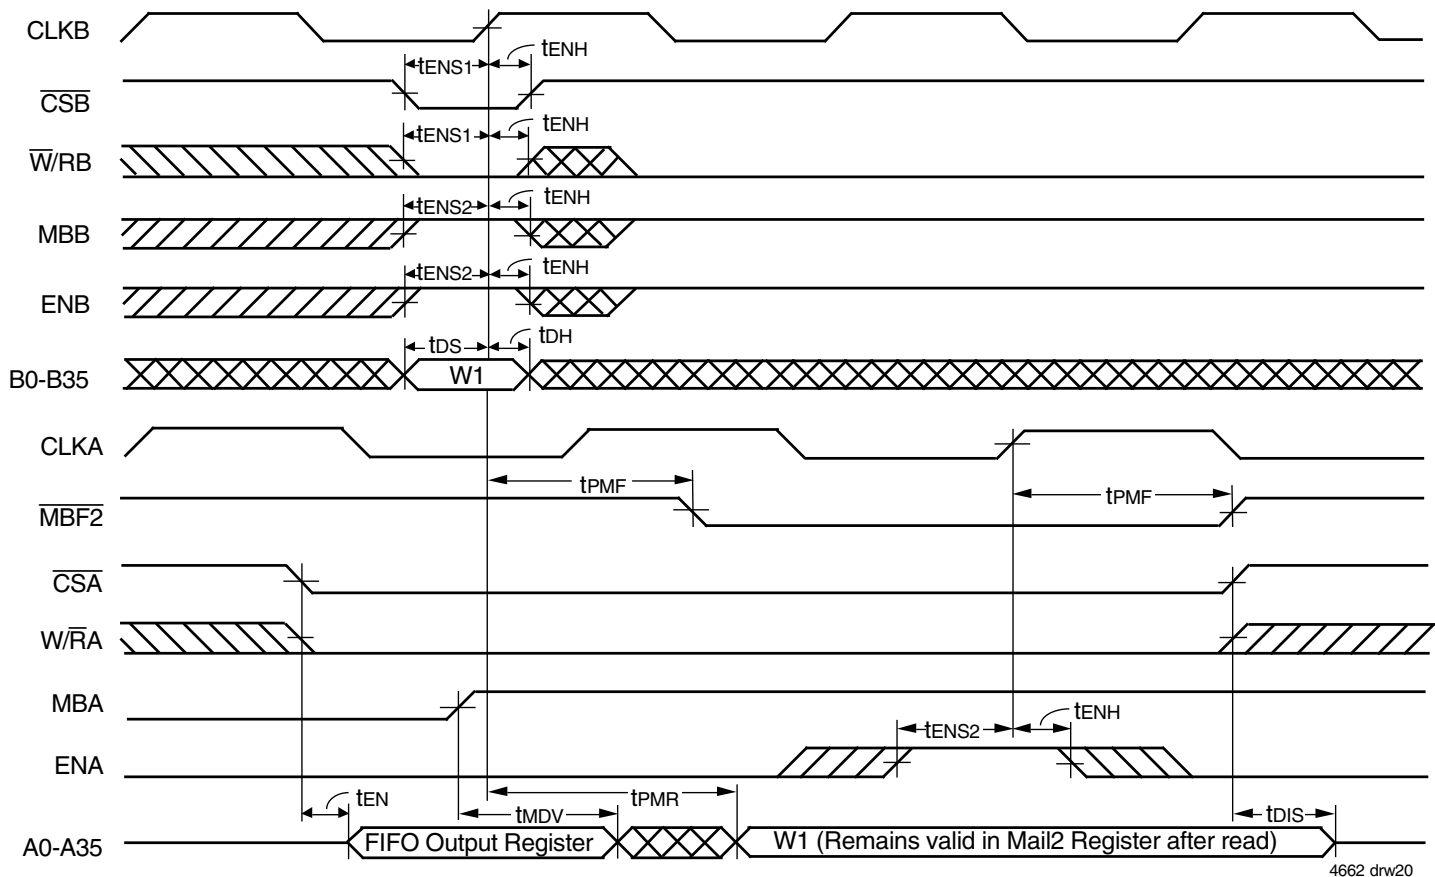 CLKB
tENS1
tENH
CSB
tENS1
tENH
W/RB
tENS2
tENH
MBB
tENS2
tENH
ENB
tDS
tDH
B0-B35
W1
CLKA
tPMF
tPMF
MBF2
CSA
W/RA
MBA
tENS2
tENH
ENA
tEN
tMDV
tPMR
tDIS
A0-A35
FIFO Output Register
W1 (Remains valid in Mail2 Register after read)
4662 drw20